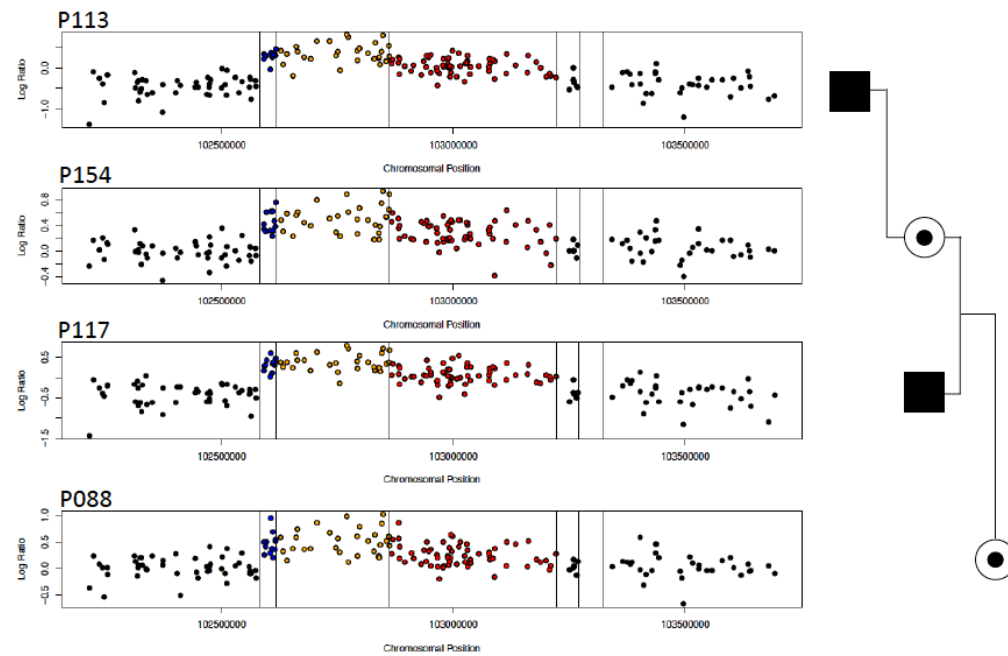 P113
Log Ratio
0.0
-1.0
102500000
103000000
103500000
Chromosomal Position
P154
Log Ratio
0.8
0.4
0.0
-0.4
102500000
103000000
103500000
Chromosomal Position
P117
Log Ratio
0.5
-0.5
-1.5
102500000
103000000
103500000
Chromosomal Position
P088
Log Ratio
1.0
0.5
0.0
-0.5
102500000
103000000
103500000
Chromosomal Position